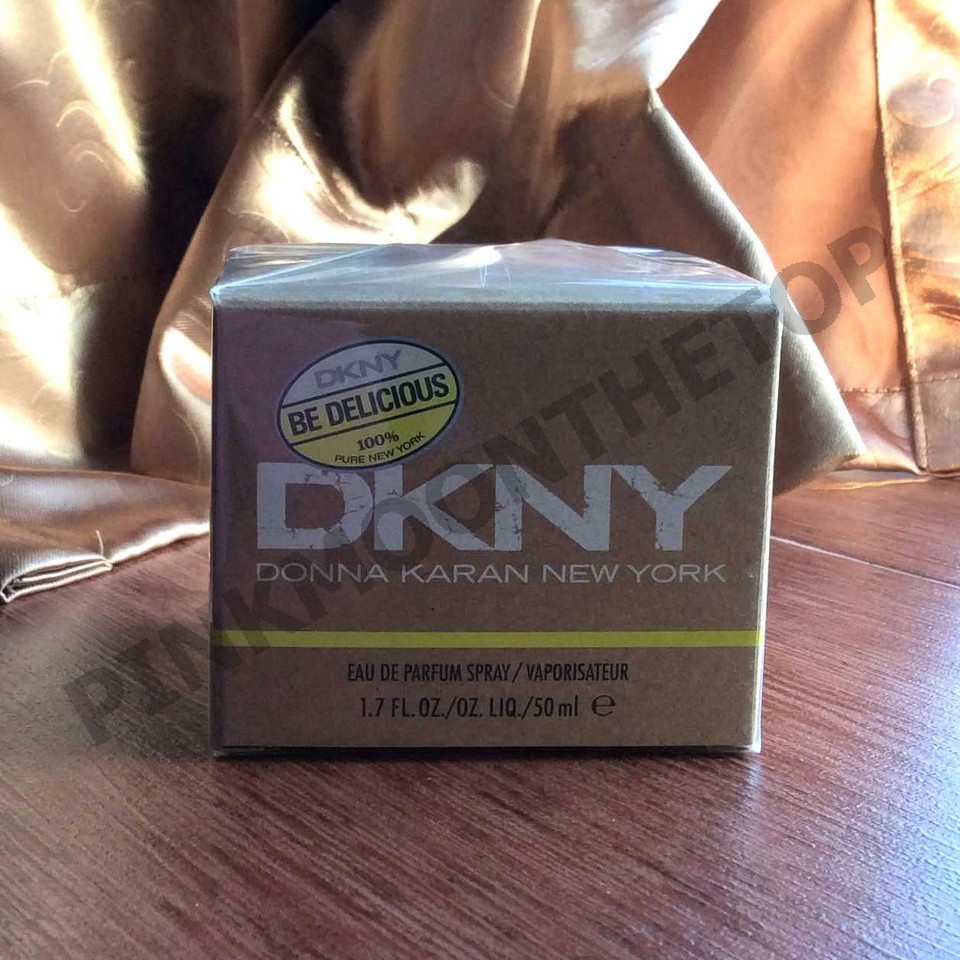 DKNY
BE DELICIOUS
100%
PURE NEW YORK
DKNY
DONNA KARAN NEW YORK
EAU DE PARFUM SPRAY/VAPORISATEUR
1.7 FL.OZ./OZ. LIQ./50 ml ℮
PINKMOONTHETOP